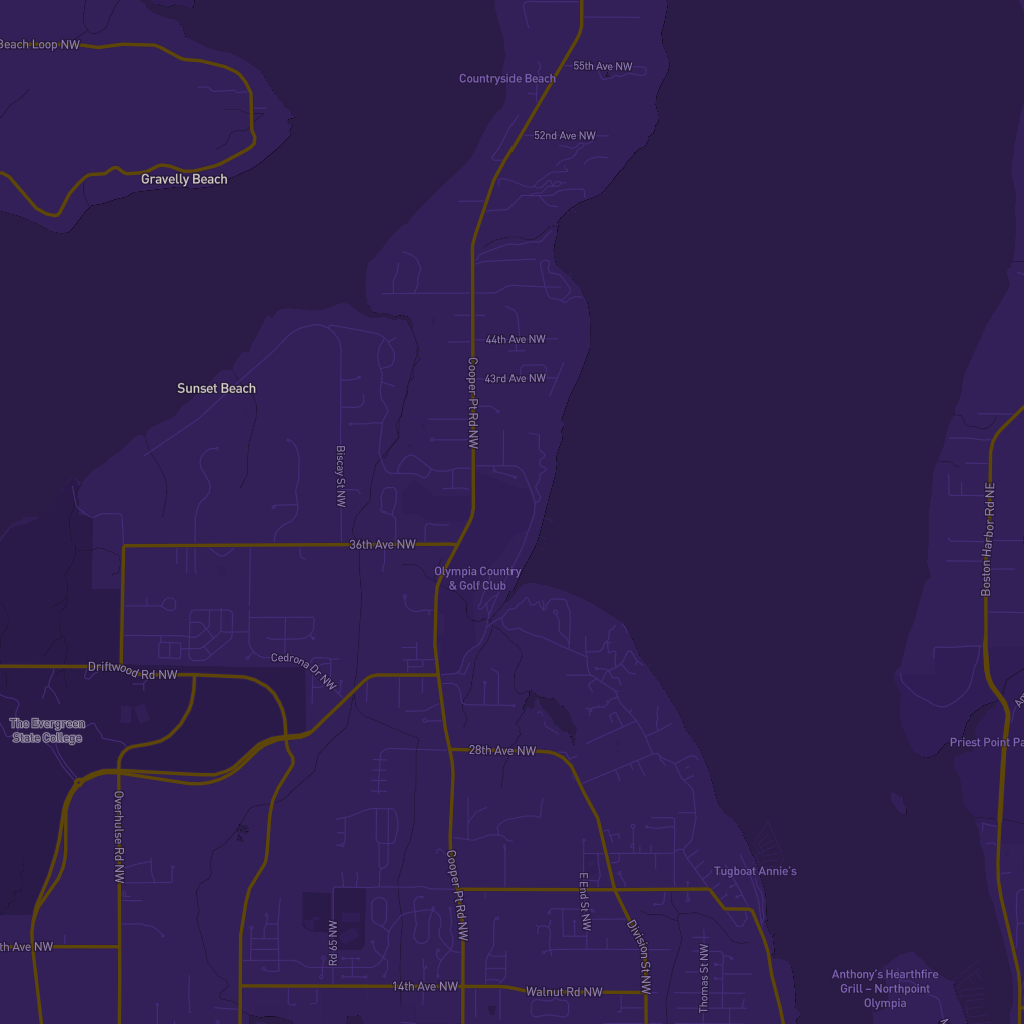 Beach Loop NW
55th Ave NW
Countryside Beach
52nd Ave NW
Gravelly Beach
44th Ave NW
43rd Ave NW
Cooper Pt Rd NW
Sunset Beach
Biscay St NW
Boston Harbor Rd NE
36th Ave NW
Olympia Country
& Golf Club
Cedrona Dr NW
Driftwood Rd NW
The Evergreen
State College
28th Ave NW
Priest Point Pa
Overhulse Rd NW
Cooper Pt Rd NW
Tugboat Annie's
E End St NW
Rd 65 NW
Division St NW
Thomas St NW
th Ave NW
Anthony's Hearthfire
Grill – Northpoint
Olympia
14th Ave NW
Walnut Rd NW